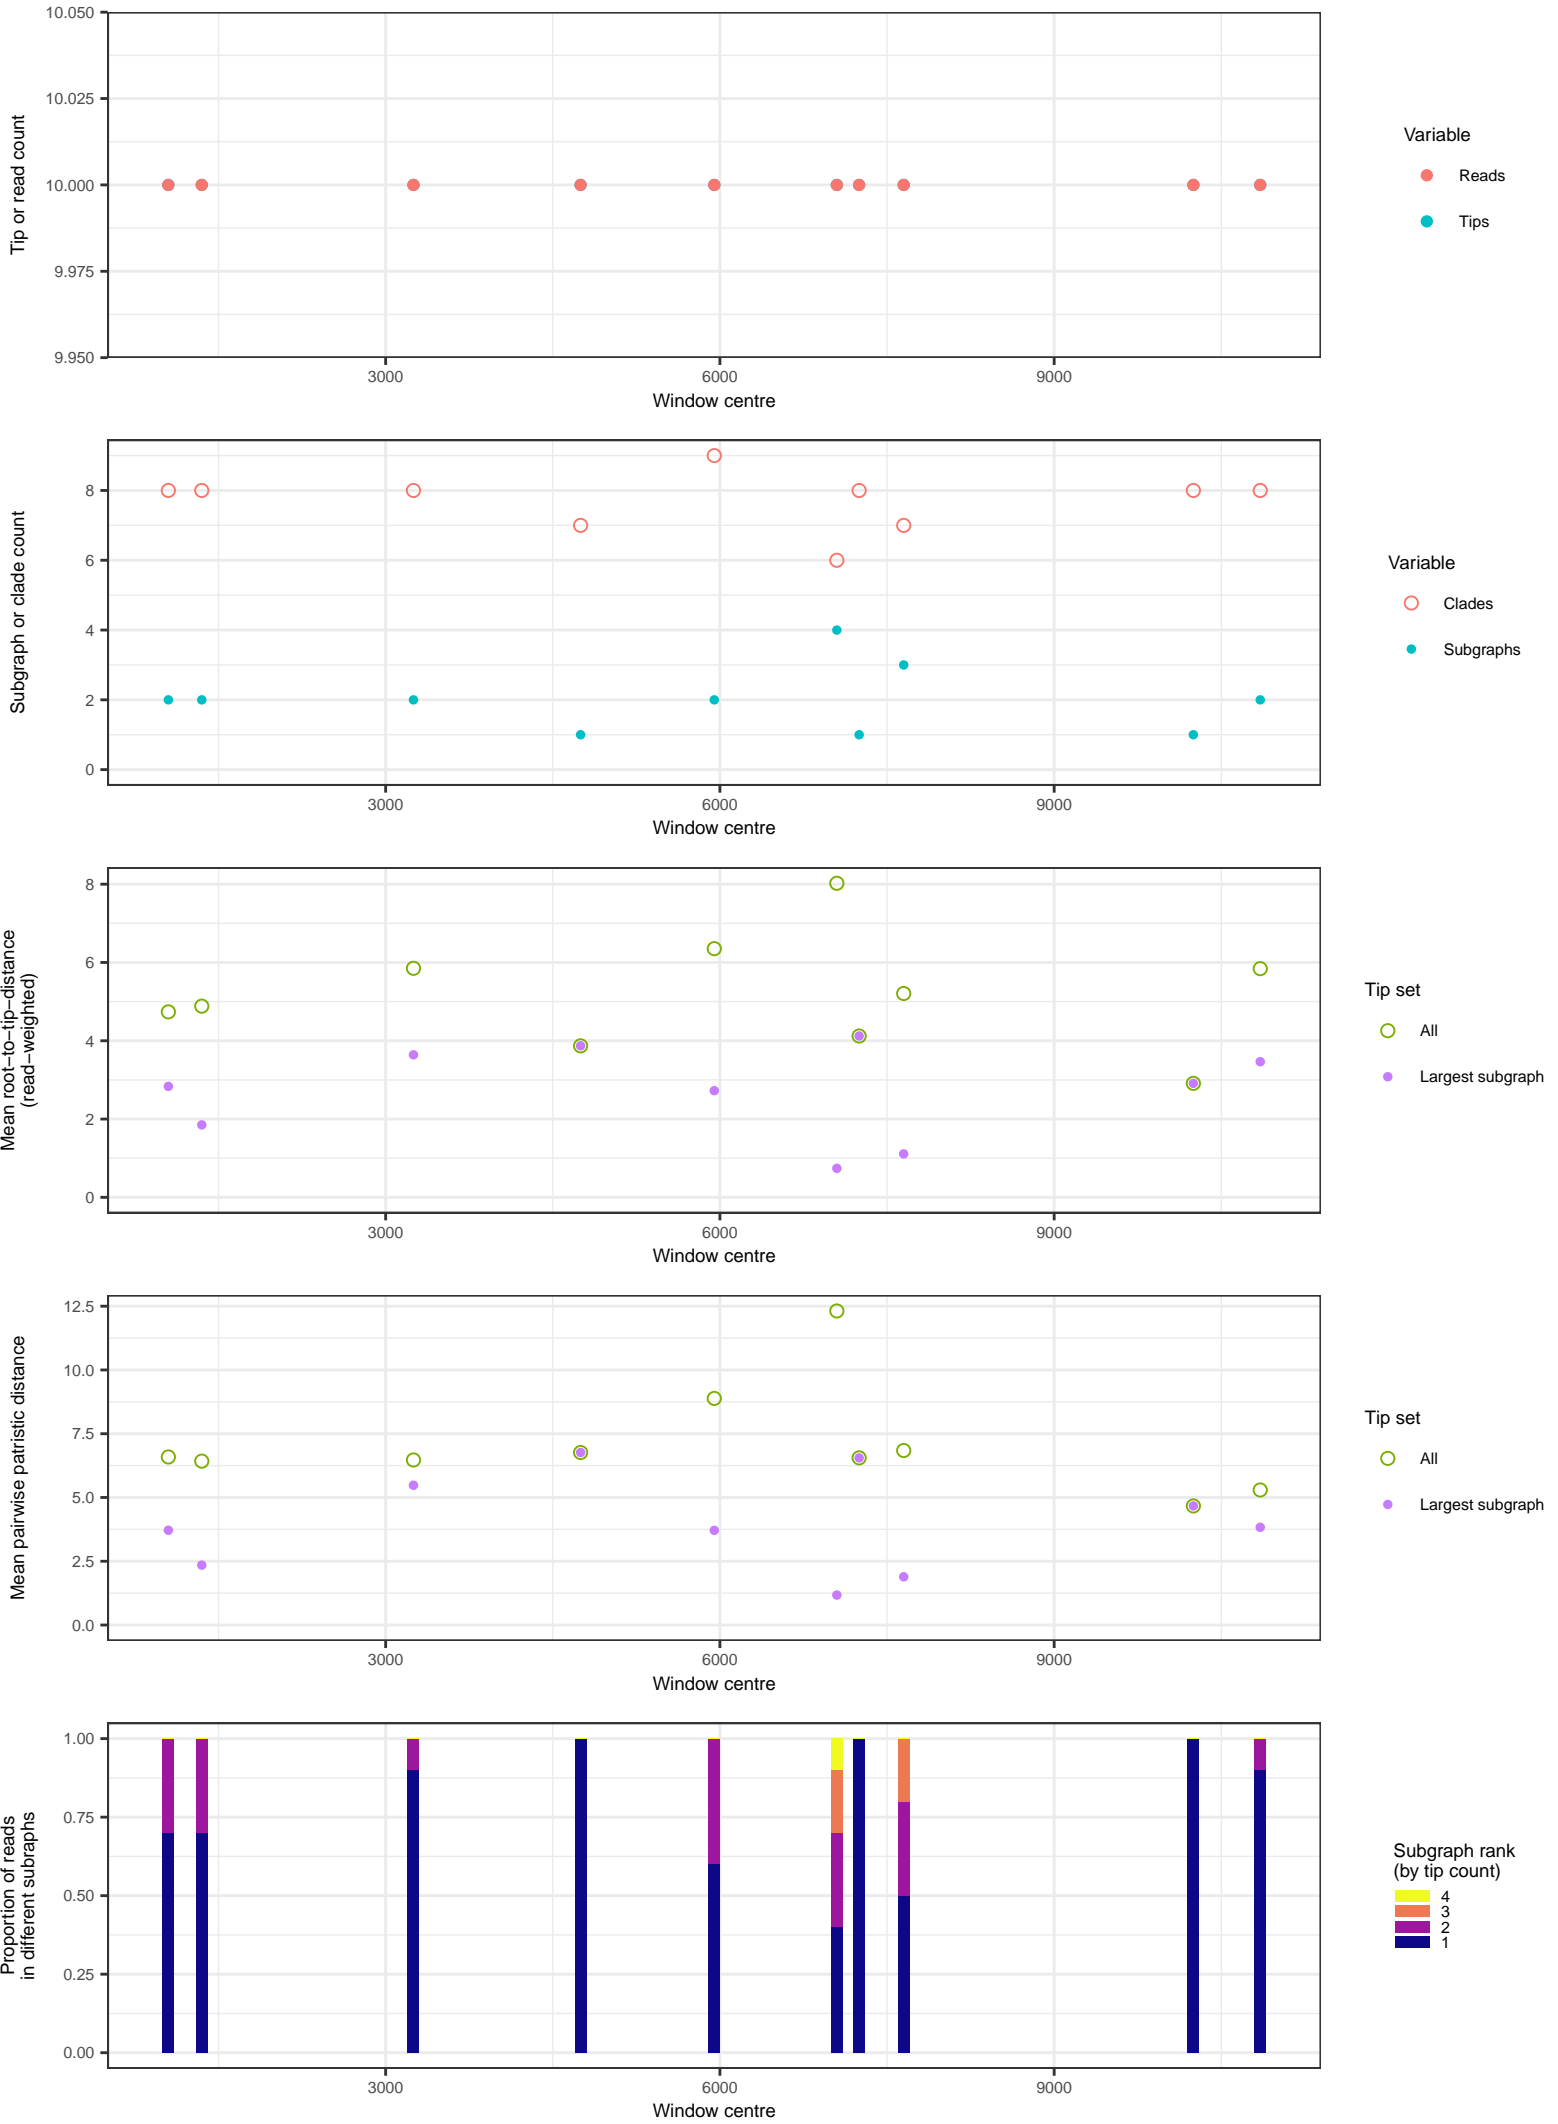 10.050
10.025
10.000
9.975
9.950
Tip or read count
3000 6000 9000
Window centre
Variable
Reads
Tips
8
6
4
2
0
Subgraph or clade count
3000 6000 9000
Window centre
Variable
Clades
Subgraphs
8
6
4
2
0
Mean root−to−tip−distance
(read−weighted)
3000 6000 9000
Window centre
Tip set
All
Largest subgraph
12.5
10.0
7.5
5.0
2.5
0.0
Mean pairwise patristic distance
3000 6000 9000
Window centre
Tip set
All
Largest subgraph
1.00
0.75
0.50
0.25
0.00
Proportion of reads
in different subraphs
3000 6000 9000
Window centre
Subgraph rank
(by tip count)
4
3
2
1